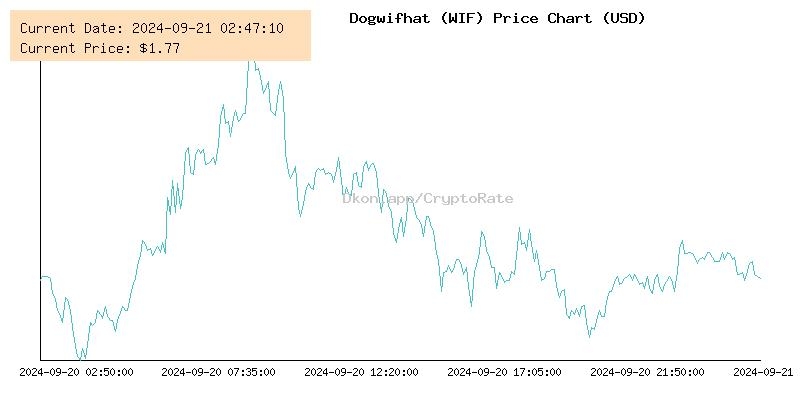 Dogwifhat (WIF) Price Chart (USD)
Current Date: 2024-09-21 02:47:10
Current Price: $1.77
Dkon.app/CryptoRate
2024-09-20 02:50:00 2024-09-20 07:35:00 2024-09-20 12:20:00 2024-09-20 17:05:00 2024-09-20 21:50:00 2024-09-21